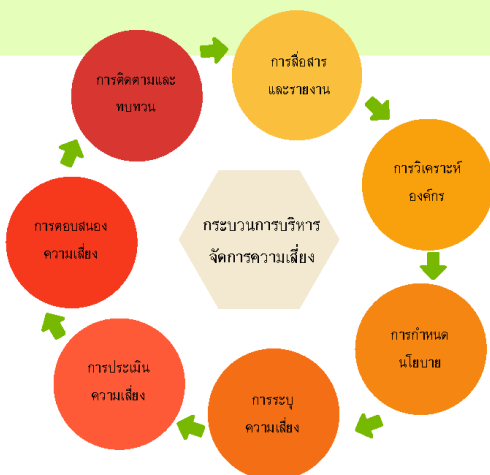 การสื่อสาร
และรายงาน
การวิเคราะห์
องค์กร
การกำหนด
นโยบาย
การระบุ
ความเสี่ยง
การประเมิน
ความเสี่ยง
การตอบสนอง
ความเสี่ยง
การติดตามและ
ทบทวน
กระบวนการบริหาร
จัดการความเสี่ยง